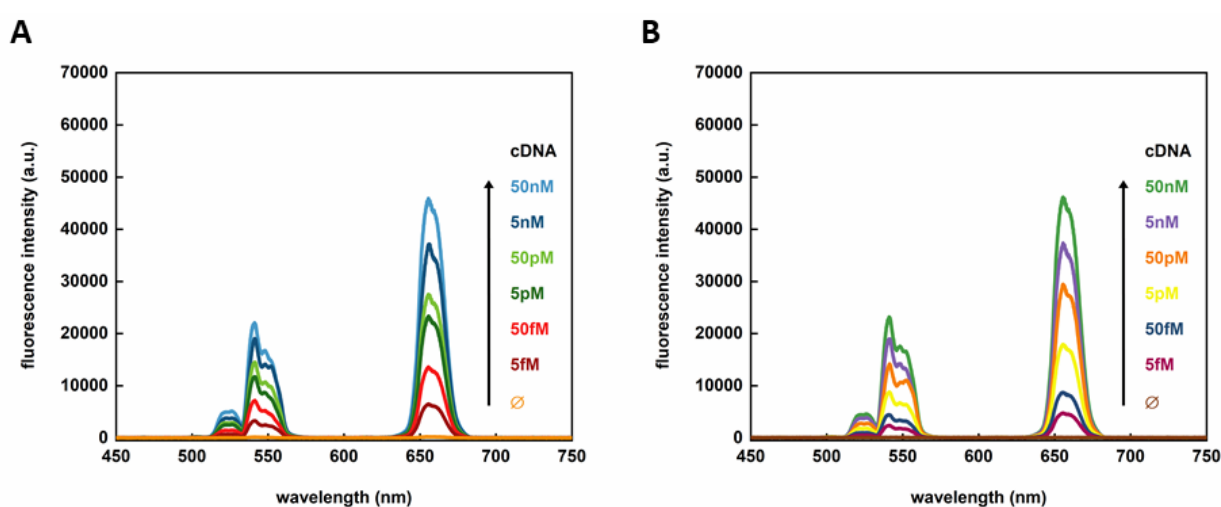 A
70000
60000
50000
40000
30000
20000
10000
0
fluorescence intensity (a.u.)
450 500 550 600 650 700 750
wavelength (nm)
cDNA
50nM
5nM
50pM
5pM
50fM
5fM
∅
B
70000
60000
50000
40000
30000
20000
10000
0
fluorescence intensity (a.u.)
450 500 550 600 650 700 750
wavelength (nm)
cDNA
50nM
5nM
50pM
5pM
50fM
5fM
∅